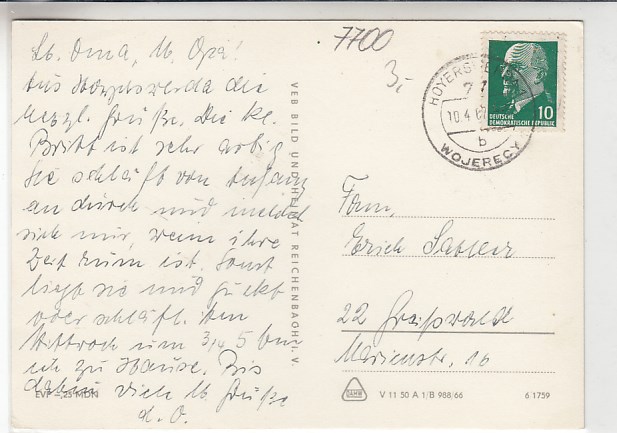 Lb. Oma, lb. Opa!
Aus Hoyerswerda die
herzl. Grüße. Die kl.
Britt ist sehr artig
Sie schläft von Anfang
an durch und meldet
sich nur, wenn ihre
Zeit rum ist. Sonst
liegt sie und guckt
oder schläft. Am
Mittwoch um 3/4 5 bin
ich zu Hause. Bis
dahin viele lb Grüße
d. O.
EVP –,25 MDN
VEB BILD UND HEIMAT REICHENBACH i. V.
7700
3,-
HOYERSWERDA
10.4.67
b
WOJERECY
10
DEUTSCHE
DEMOKRATISCHE REPUBLIK
Fam.
Erich Sattler
22 Greifswald
Marienstr. 16
V 11 50 A 1/B 988/66
6 1759